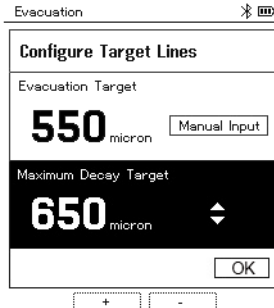 Evacuation
Configure Target Lines
Evacuation Target
550 micron Manual Input
Maximum Decay Target
650 micron
OK
+ -